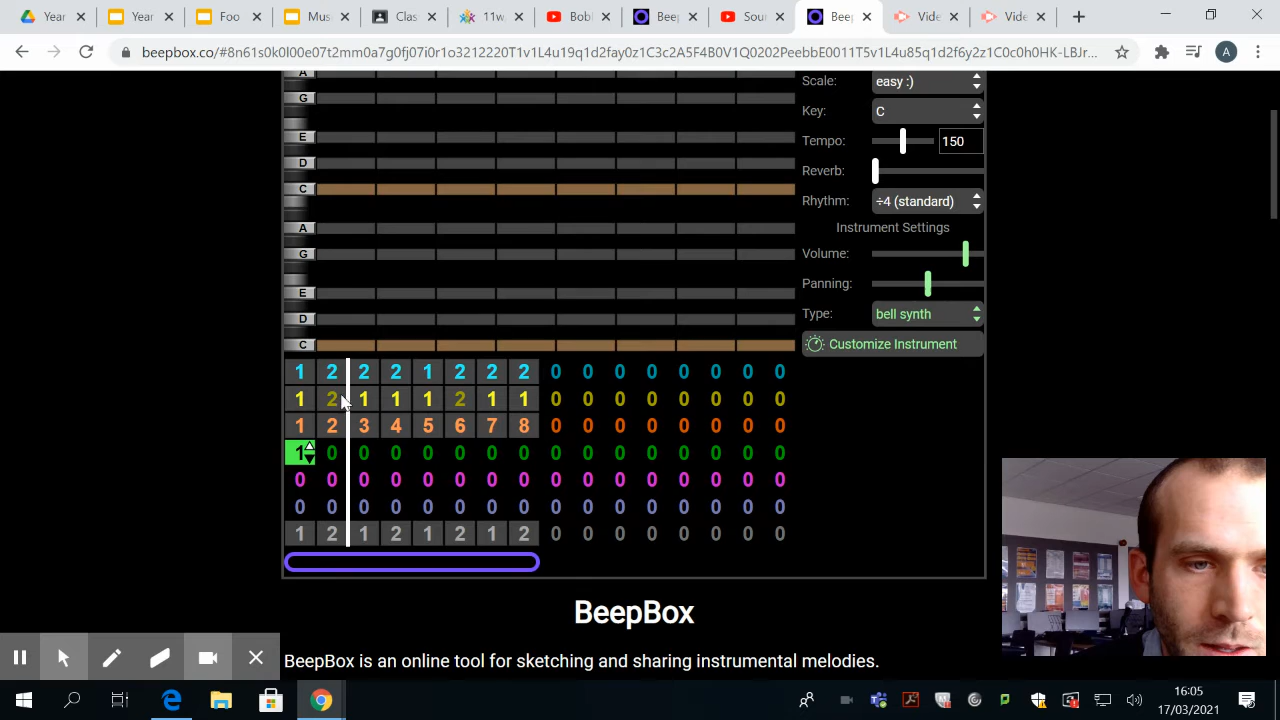 Year
Year
Foo
Mus
Clas
11w
Bobl
Beep
Sour
Beep
Vide
Vide
beepbox.co/#8n61s0k0l00e07t2mm0a7g0fj07i0r1o3212220T1v1L4u19q1d2fay0z1C3c2A5F4B0V1Q0202PeebbE0011T5v1L4u85q1d2f6y2z1C0c0h0HK-LBJr...
A
A
G
E
D
C
A
G
E
D
C
Scale: easy :)
Key: C
Tempo: 150
Reverb:
Rhythm: ÷4 (standard)
Instrument Settings
Volume:
Panning:
Type: bell synth
Customize Instrument
1 2 2 2 1 2 2 2 0 0 0 0 0 0 0 0
1 2 1 1 1 2 1 1 0 0 0 0 0 0 0 0
1 2 3 4 5 6 7 8 0 0 0 0 0 0 0 0
1 0 0 0 0 0 0 0 0 0 0 0 0 0 0 0
0 0 0 0 0 0 0 0 0 0 0 0 0 0 0 0
0 0 0 0 0 0 0 0 0 0 0 0 0 0 0 0
1 2 1 2 1 2 1 2 0 0 0 0 0 0 0 0
BeepBox
BeepBox is an online tool for sketching and sharing instrumental melodies.
16:05
17/03/2021